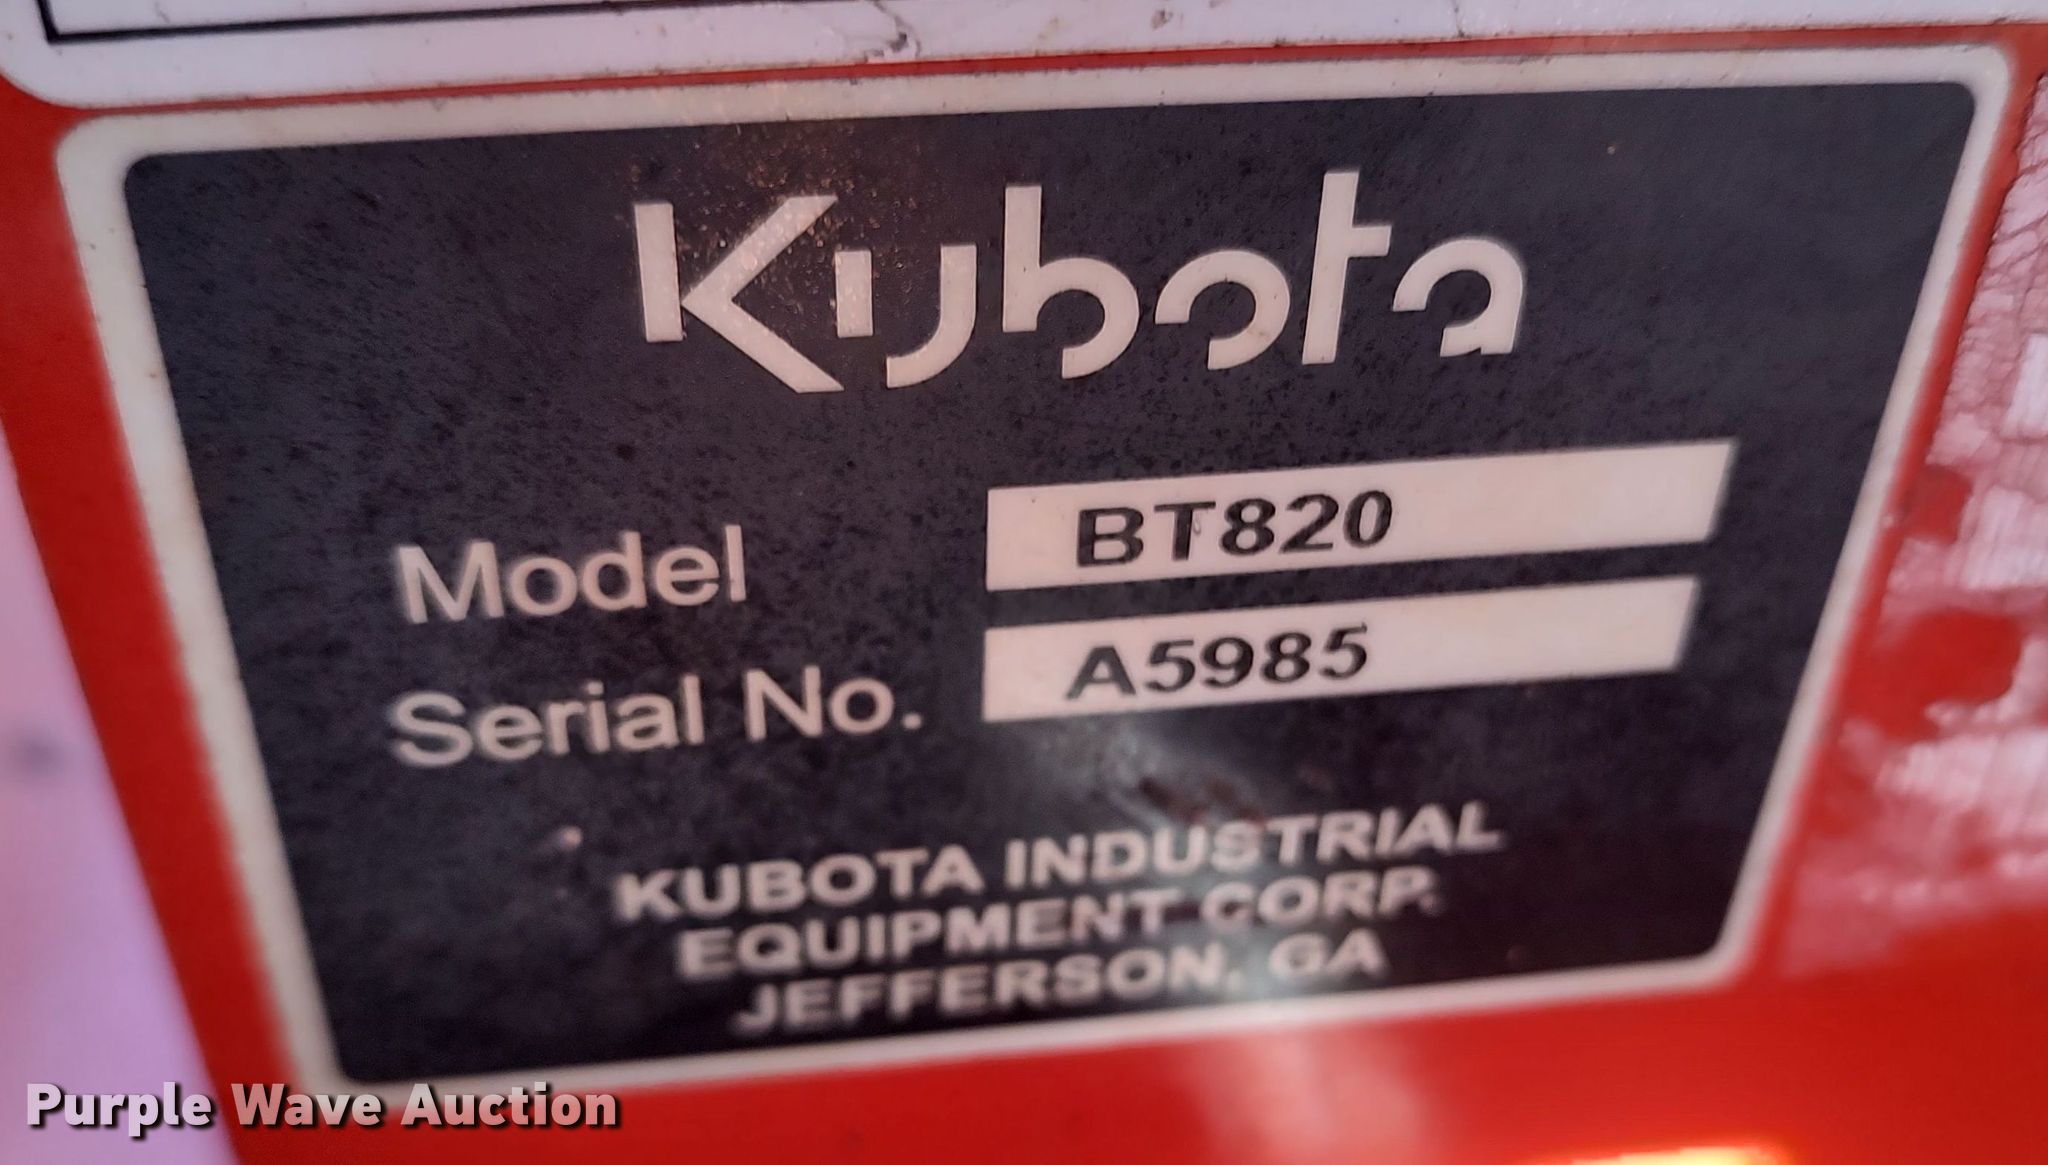 Kubota
Model BT820
Serial No. A5985
KUBOTA INDUSTRIAL
EQUIPMENT CORP.
JEFFERSON, GA
Purple Wave Auction